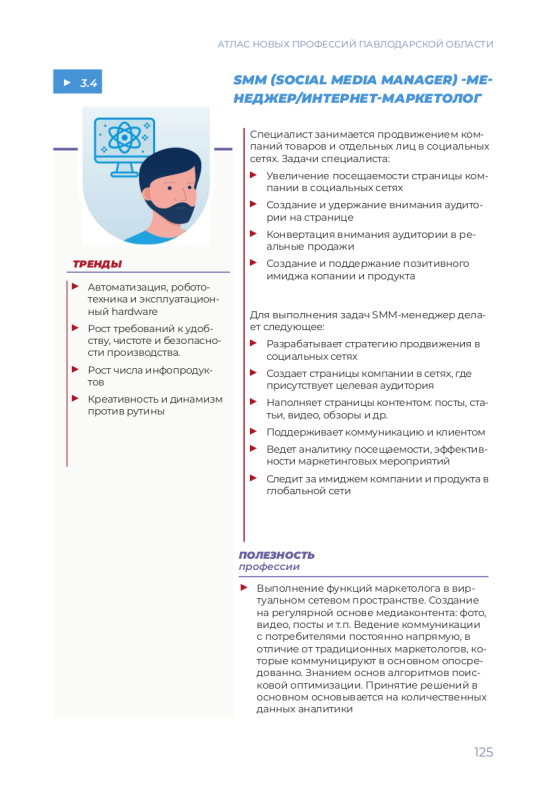 АТЛАС НОВЫХ ПРОФЕССИЙ ПАВЛОДАРСКОЙ ОБЛАСТИ
3.4
SMM (SOCIAL MEDIA MANAGER) -МЕ-
НЕДЖЕР/ИНТЕРНЕТ-МАРКЕТОЛОГ
ТРЕНДЫ
Автоматизация, робото-
техника и эксплуатацион-
ный hardware
Рост требований к удоб-
ству, чистоте и безопасно-
сти производства.
Рост числа инфопродук-
тов
Креативность и динамизм
против рутины
Специалист занимается продвижением ком-
паний товаров и отдельных лиц в социальных
сетях. Задачи специалиста:
Увеличение посещаемости страницы ком-
пании в социальных сетях
Создание и удержание внимания аудито-
рии на странице
Конвертация внимания аудитории в ре-
альные продажи
Создание и поддержание позитивного
имиджа копании и продукта
Для выполнения задач SMM-менеджер дела-
ет следующее:
Разрабатывает стратегию продвижения в
социальных сетях
Создает страницы компании в сетях, где
присутствует целевая аудитория
Наполняет страницы контентом: посты, ста-
тьи, видео, обзоры и др.
Поддерживает коммуникацию и клиентом
Ведет аналитику посещаемости, эффектив-
ности маркетинговых мероприятий
Следит за имиджем компании и продукта в
глобальной сети
ПОЛЕЗНОСТЬ
профессии
Выполнение функций маркетолога в вир-
туальном сетевом пространстве. Создание
на регулярной основе медиаконтента: фото,
видео, посты и т.п. Ведение коммуникации
с потребителями постоянно напрямую, в
отличие от традиционных маркетологов, ко-
торые коммуницируют в основном опосре-
дованно. Знанием основ алгоритмов поис-
ковой оптимизации. Принятие решений в
основном основывается на количественных
данных аналитики
125